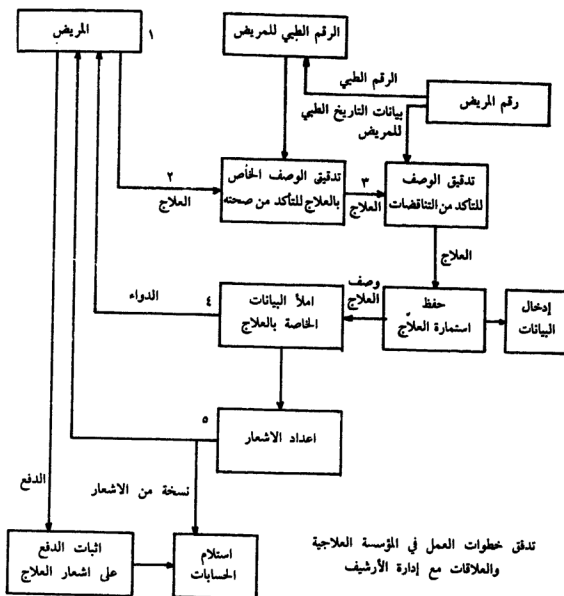 المريض
١
الرقم الطبي للمريض
الرقم الطبي
رقم المريض
بيانات التاريخ الطبي
للمريض
تدقيق الوصف
للتأكد من التناقضات
٣
العلاج
تدقيق الوصف الخاص
بالعلاج للتأكد من صحته
٢
العلاج
العلاج
إدخال
البيانات
حفظ
استمارة العلاج
وصف
العلاج
املأ البيانات
الخاصة بالعلاج
٤
الدواء
اعداد الاشعار
٥
نسخة من الاشعار
الدفع
اثبات الدفع
على اشعار العلاج
استلام
الحسابات
تدفق خطوات العمل في المؤسسة العلاجية
والعلاقات مع إدارة الأرشيف